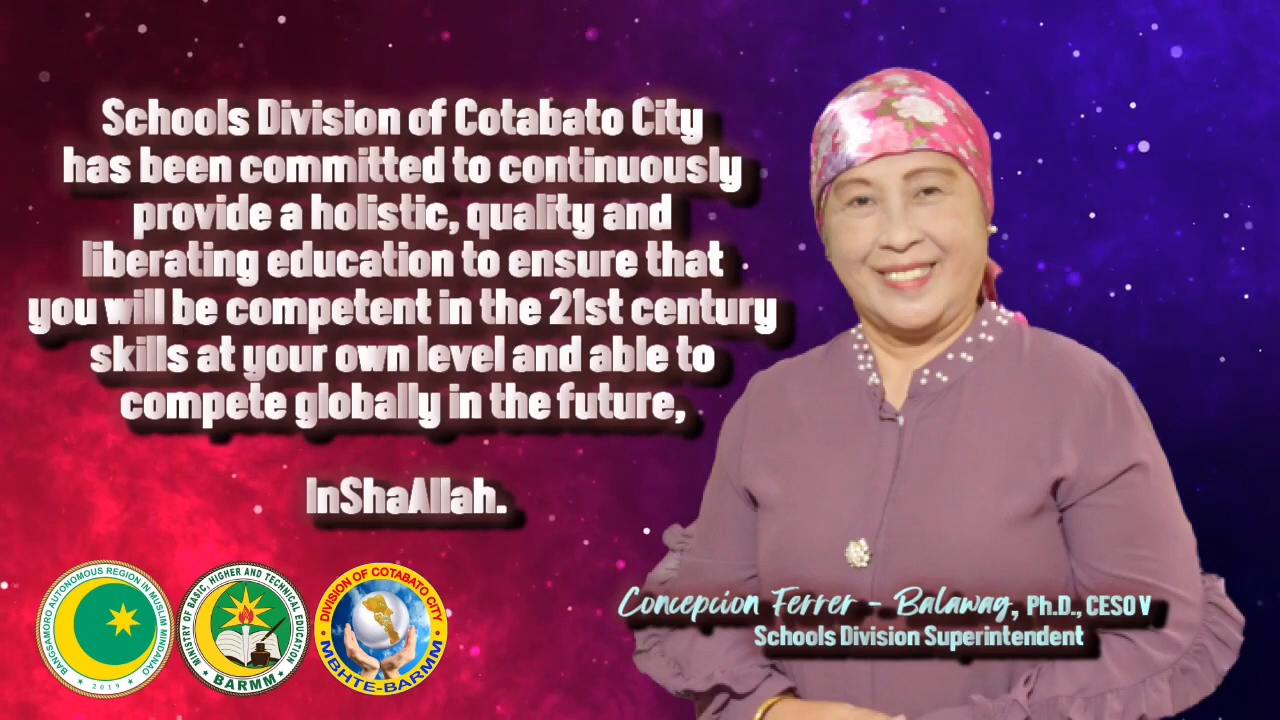 Schools Division of Cotabato City
has been committed to continuously
provide a holistic, quality and
liberating education to ensure that
you will be competent in the 21st century
skills at your own level and able to
compete globally in the future,
InShaAllah.
Concepcion Ferrer - Balawag, Ph.D., CESO V
Schools Division Superintendent
BANGSAMORO AUTONOMOUS REGION IN MUSLIM MINDANAO
2019
MINISTRY OF BASIC, HIGHER AND TECHNICAL EDUCATION
BARMM
DIVISION OF COTABATO CITY
MBHTE-BARMM